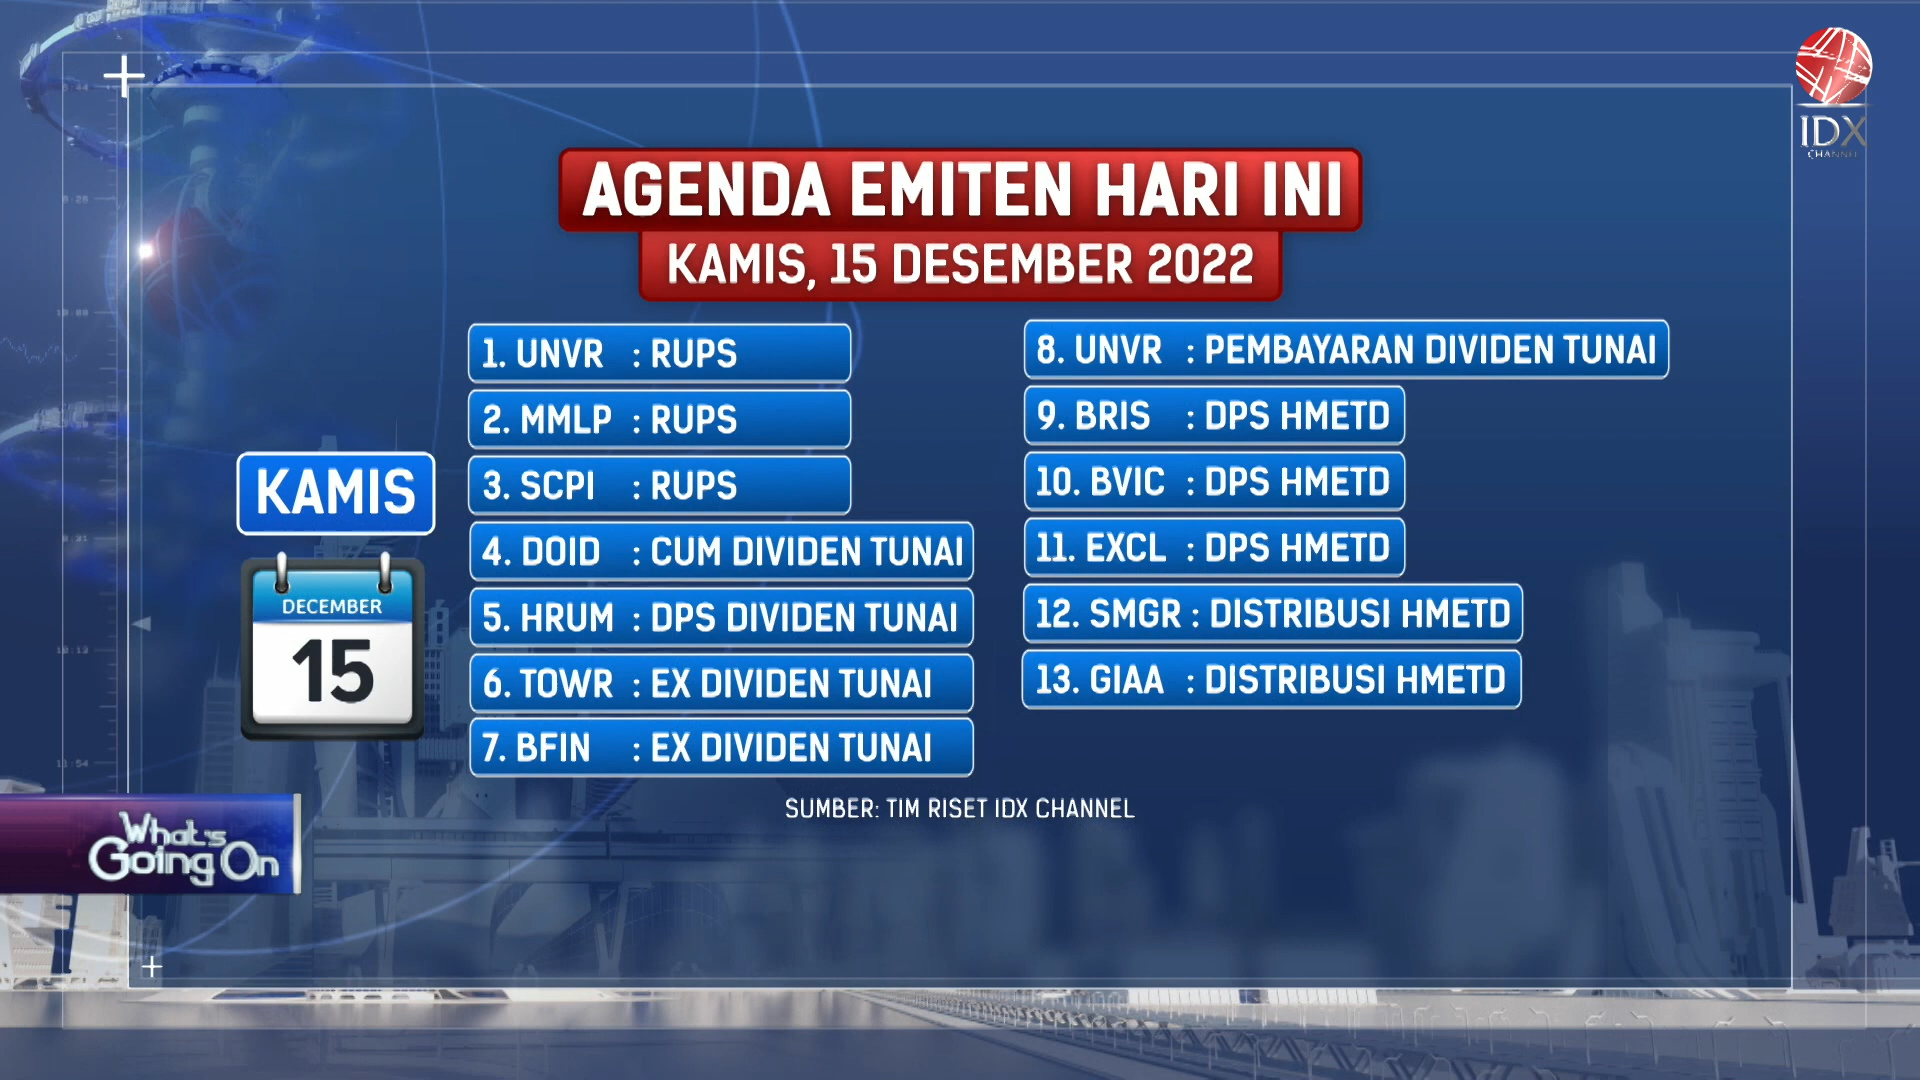 IDX
CHANNEL
AGENDA EMITEN HARI INI
KAMIS, 15 DESEMBER 2022
KAMIS
DECEMBER
15
1. UNVR : RUPS
2. MMLP : RUPS
3. SCPI : RUPS
4. DOID : CUM DIVIDEN TUNAI
5. HRUM : DPS DIVIDEN TUNAI
6. TOWR : EX DIVIDEN TUNAI
7. BFIN : EX DIVIDEN TUNAI
8. UNVR : PEMBAYARAN DIVIDEN TUNAI
9. BRIS : DPS HMETD
10. BVIC : DPS HMETD
11. EXCL : DPS HMETD
12. SMGR : DISTRIBUSI HMETD
13. GIAA : DISTRIBUSI HMETD
SUMBER: TIM RISET IDX CHANNEL
What's
Going On